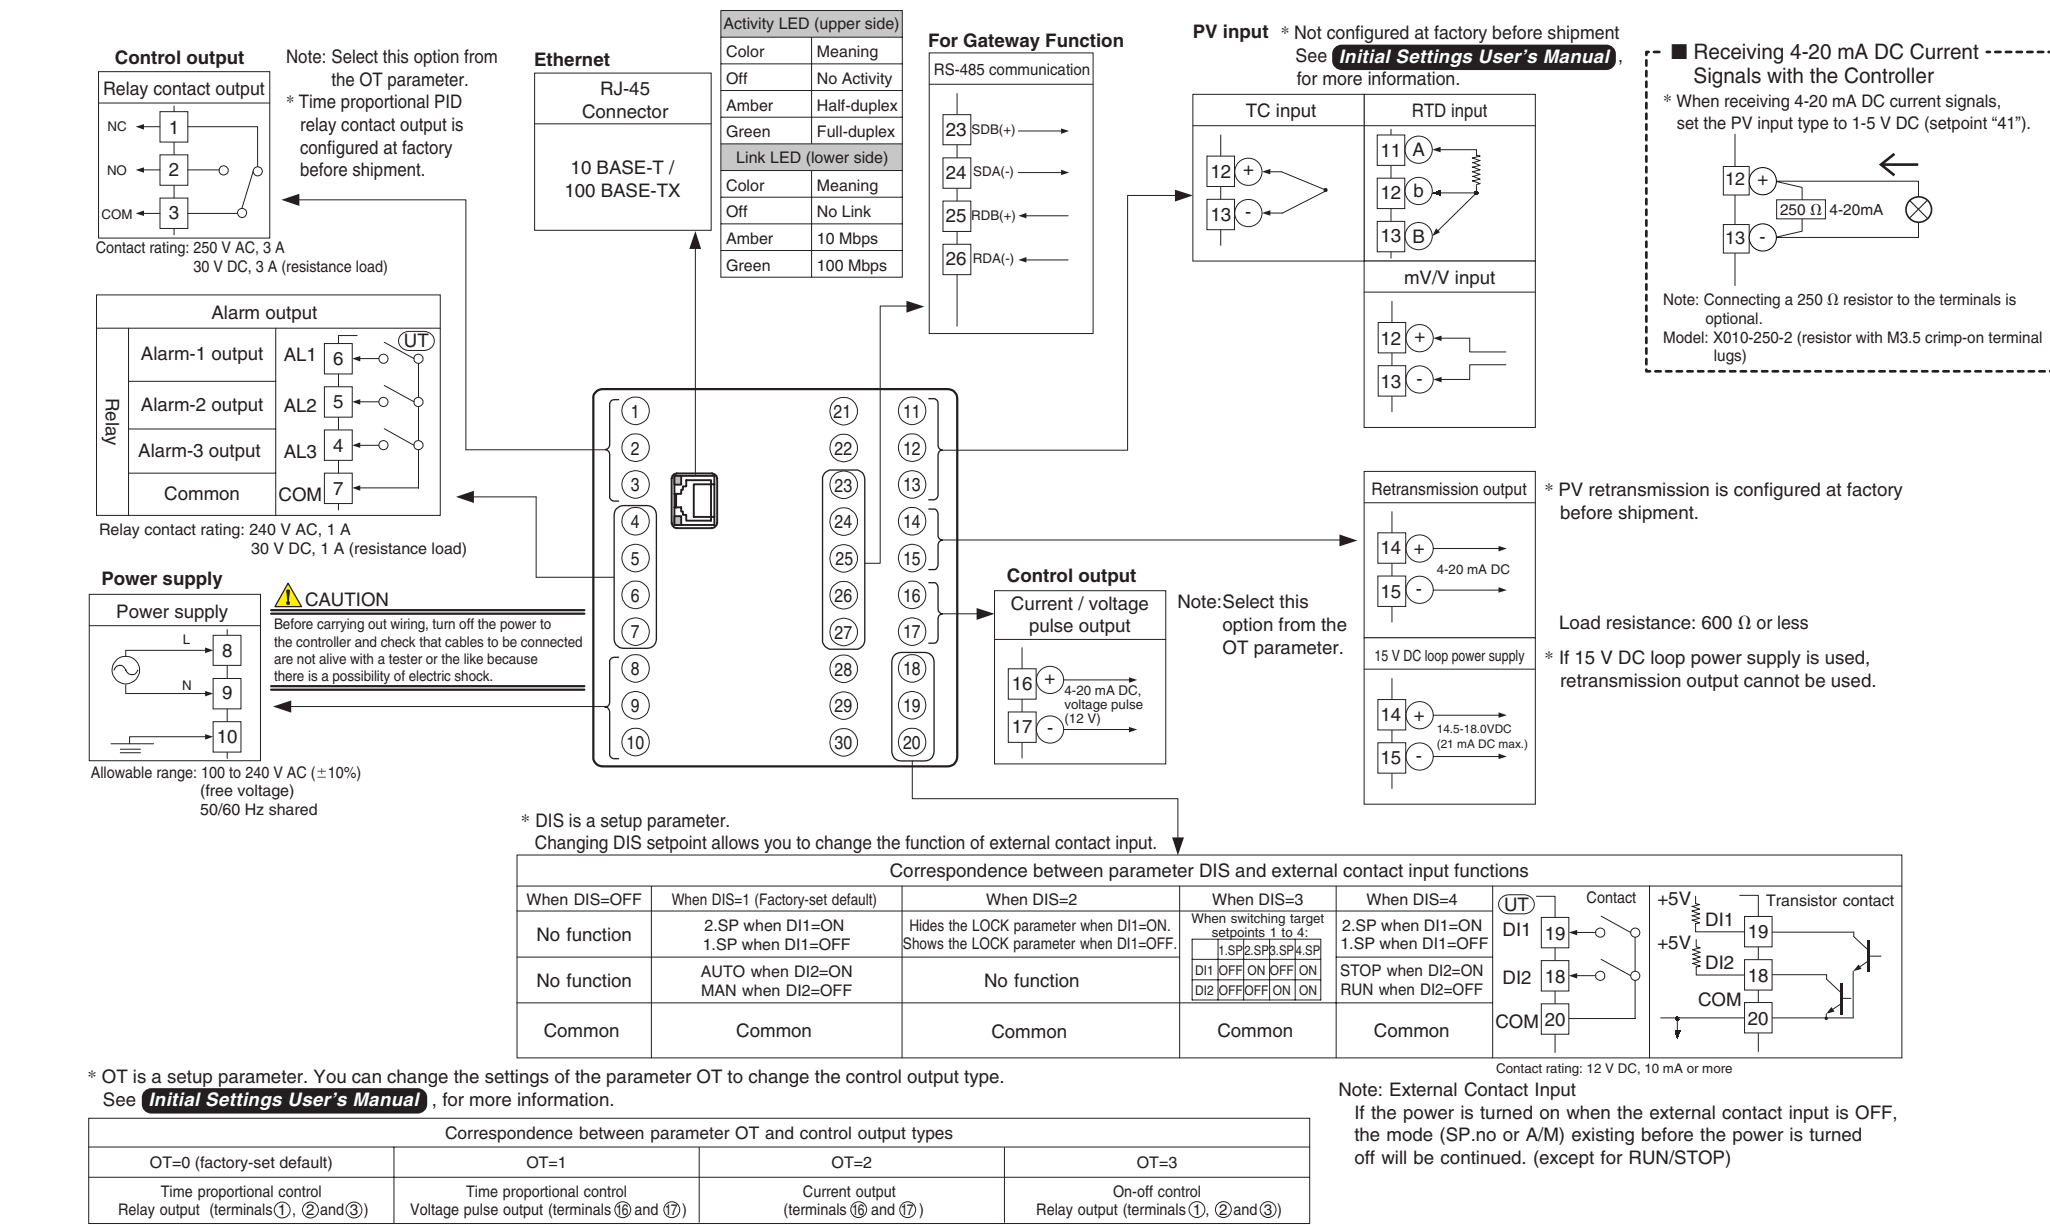 Control output
Relay contact output
NC
1
NO
2
COM
3
Contact rating: 250 V AC, 3 A
30 V DC, 3 A (resistance load)
Note: Select this option from
the OT parameter.
* Time proportional PID
relay contact output is
configured at factory
before shipment.
Ethernet
RJ-45
Connector
10 BASE-T /
100 BASE-TX
Activity LED (upper side)
Color Meaning
Off No Activity
Amber Half-duplex
Green Full-duplex
Link LED (lower side)
Color Meaning
Off No Link
Amber 10 Mbps
Green 100 Mbps
For Gateway Function
RS-485 communication
23 SDB(+)
24 SDA(-)
25 RDB(+)
26 RDA(-)
PV input * Not configured at factory before shipment
See Initial Settings User's Manual ,
for more information.
TC input
12 +
13 -
RTD input
11 A
12 b
13 B
mV/V input
12 +
13 -
■ Receiving 4-20 mA DC Current
Signals with the Controller
* When receiving 4-20 mA DC current signals,
set the PV input type to 1-5 V DC (setpoint “41”).
12 +
250 Ω 4-20mA
13 -
Note: Connecting a 250 Ω resistor to the terminals is
optional.
Model: X010-250-2 (resistor with M3.5 crimp-on terminal
lugs)
Alarm output
Relay
UT
Alarm-1 output AL1 6
Alarm-2 output AL2 5
Alarm-3 output AL3 4
Common COM 7
Relay contact rating: 240 V AC, 1 A
30 V DC, 1 A (resistance load)
Power supply
Power supply
L 8
N 9
10
Allowable range: 100 to 240 V AC (±10%)
(free voltage)
50/60 Hz shared
CAUTION
Before carrying out wiring, turn off the power to
the controller and check that cables to be connected
are not alive with a tester or the like because
there is a possibility of electric shock.
1 21 11
2 22 12
3 23 13
4 24 14
5 25 15
6 26 16
7 27 17
8 28 18
9 29 19
10 30 20
Control output
Current / voltage
pulse output
16 +
4-20 mA DC,
voltage pulse
(12 V)
17 -
Note:Select this
option from the
OT parameter.
Retransmission output
14 +
4-20 mA DC
15 -
15 V DC loop power supply
14 +
14.5-18.0VDC
(21 mA DC max.)
15 -
* PV retransmission is configured at factory
before shipment.
Load resistance: 600 Ω or less
* If 15 V DC loop power supply is used,
retransmission output cannot be used.
* DIS is a setup parameter.
Changing DIS setpoint allows you to change the function of external contact input.
Correspondence between parameter DIS and external contact input functions
When DIS=OFF
No function
No function
Common
When DIS=1 (Factory-set default)
2.SP when DI1=ON
1.SP when DI1=OFF
AUTO when DI2=ON
MAN when DI2=OFF
Common
When DIS=2
Hides the LOCK parameter when DI1=ON.
Shows the LOCK parameter when DI1=OFF.
No function
Common
When DIS=3
When switching target
setpoints 1 to 4:
1.SP 2.SP 3.SP 4.SP
DI1 OFF ON OFF ON
DI2 OFF OFF ON ON
Common
When DIS=4
2.SP when DI1=ON
1.SP when DI1=OFF
STOP when DI2=ON
RUN when DI2=OFF
Common
UT Contact
DI1 19
DI2 18
COM 20
+5V Transistor contact
DI1 19
+5V
DI2 18
COM
20
Contact rating: 12 V DC, 10 mA or more
Note: External Contact Input
If the power is turned on when the external contact input is OFF,
the mode (SP.no or A/M) existing before the power is turned
off will be continued. (except for RUN/STOP)
* OT is a setup parameter. You can change the settings of the parameter OT to change the control output type.
See Initial Settings User's Manual , for more information.
Correspondence between parameter OT and control output types
OT=0 (factory-set default) OT=1 OT=2 OT=3
Time proportional control
Relay output (terminals①, ②and③)
Time proportional control
Voltage pulse output (terminals ⑯ and ⑰)
Current output
(terminals ⑯ and ⑰)
On-off control
Relay output (terminals①, ②and③)